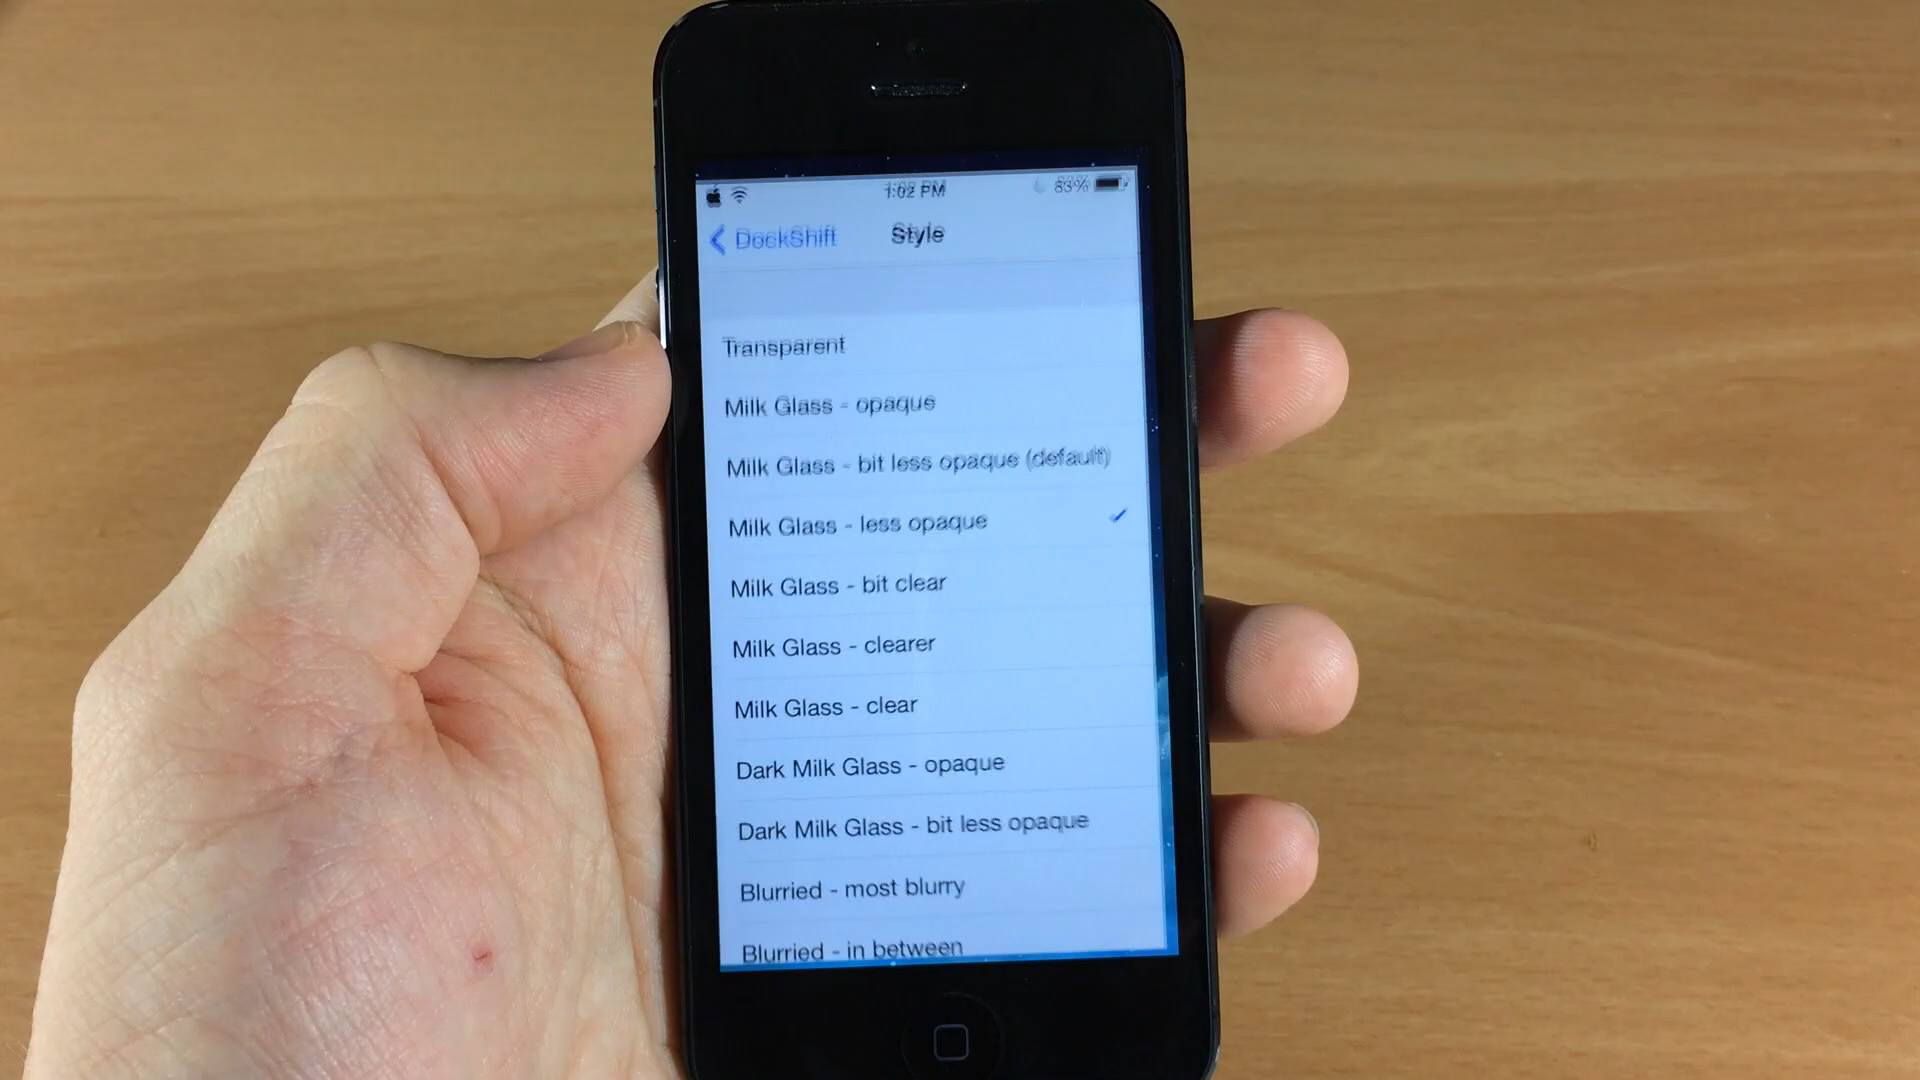 1:02 PM 83%
DockShift Style
Transparent
Milk Glass - opaque
Milk Glass - bit less opaque (default)
Milk Glass - less opaque
Milk Glass - bit clear
Milk Glass - clearer
Milk Glass - clear
Dark Milk Glass - opaque
Dark Milk Glass - bit less opaque
Blurried - most blurry
Blurried - in between